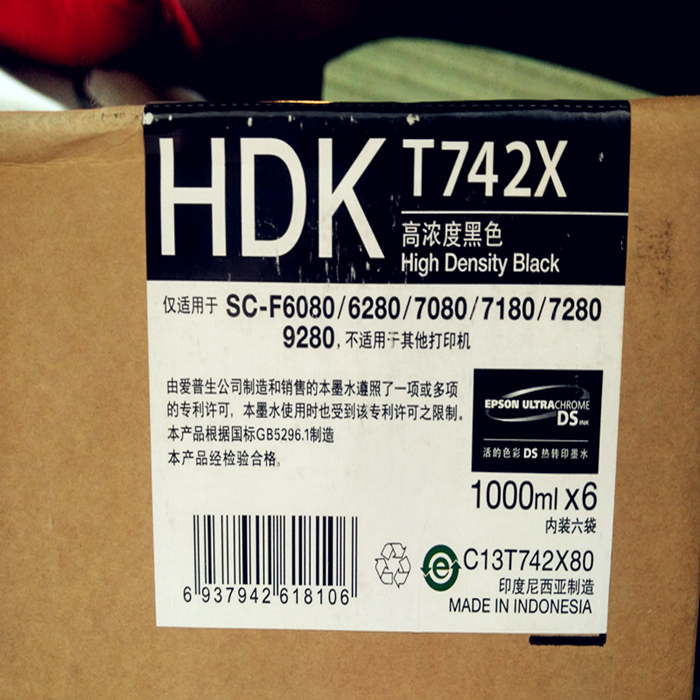 HDK T742X
高浓度黑色
High Density Black
仅适用于 SC-F6080/6280/7080/7180/7280
9280, 不适用于其他打印机
由爱普生公司制造和销售的本墨水遵照了一项或多项
的专利许可，本墨水使用时也受到该专利许可之限制。
本产品根据国标GB5296.1制造
本产品经检验合格。
EPSON ULTRACHROME
DS INK
活的色彩 DS 热转印墨水
1000ml x6
内装六袋
6 937942 618106
e
C13T742X80
印度尼西亚制造
MADE IN INDONESIA